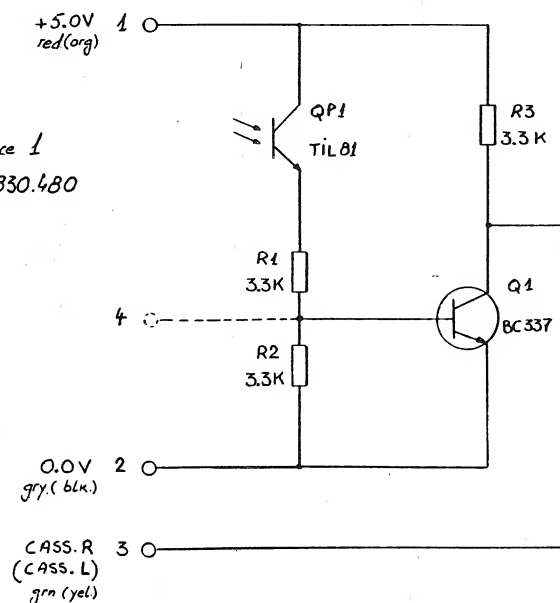 +5.0V 1
red(org)
QP1
TIL81
R3
3.3K
ce 1
830.480
R1
3.3K
Q1
4
BC337
R2
3.3K
0.0V 2
gry.(blk.)
CASS.R 3
(CASS.L)
grn (yel.)